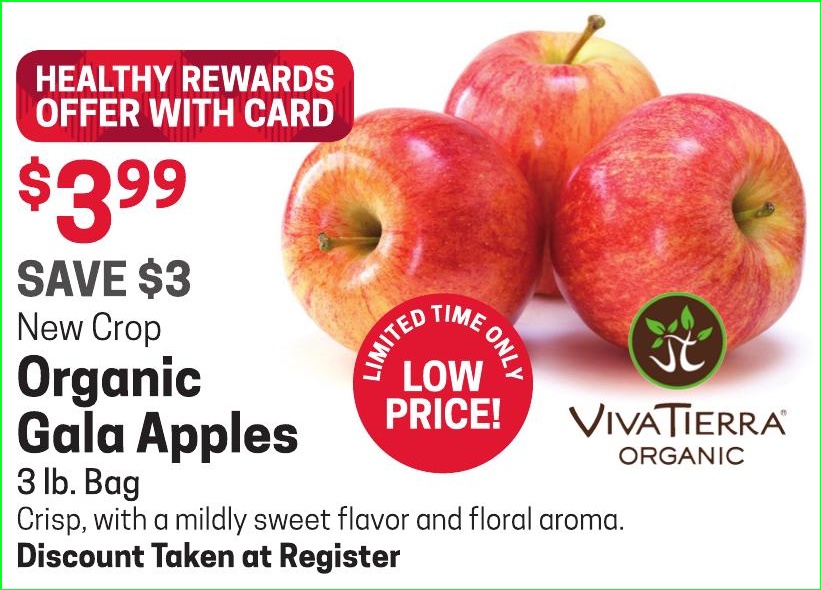 HEALTHY REWARDS
OFFER WITH CARD
$3.99
SAVE $3
New Crop
Organic
Gala Apples
3 lb. Bag
Crisp, with a mildly sweet flavor and floral aroma.
Discount Taken at Register
LIMITED TIME ONLY
LOW
PRICE!
VIVATIERRA®
ORGANIC